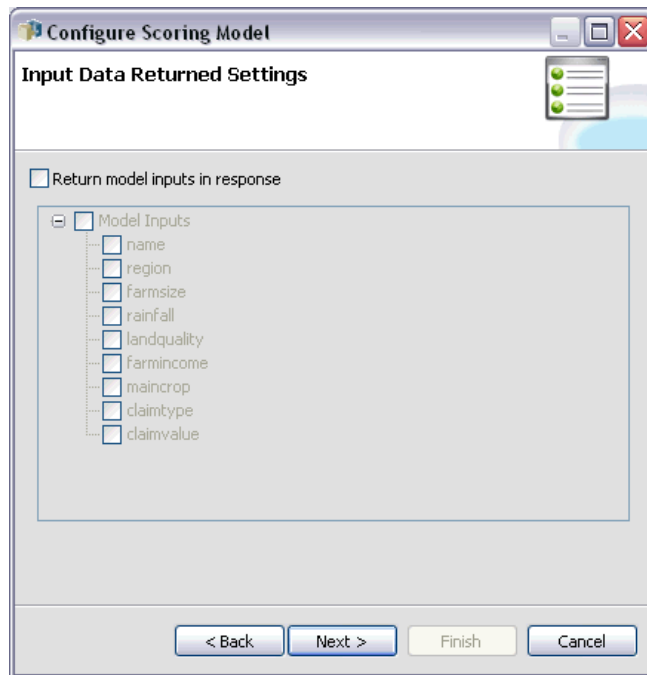 Configure Scoring Model
Input Data Returned Settings
Return model inputs in response
Model Inputs
name
region
farmsize
rainfall
landquality
farmincome
maincrop
claimtype
claimvalue
< Back Next > Finish Cancel